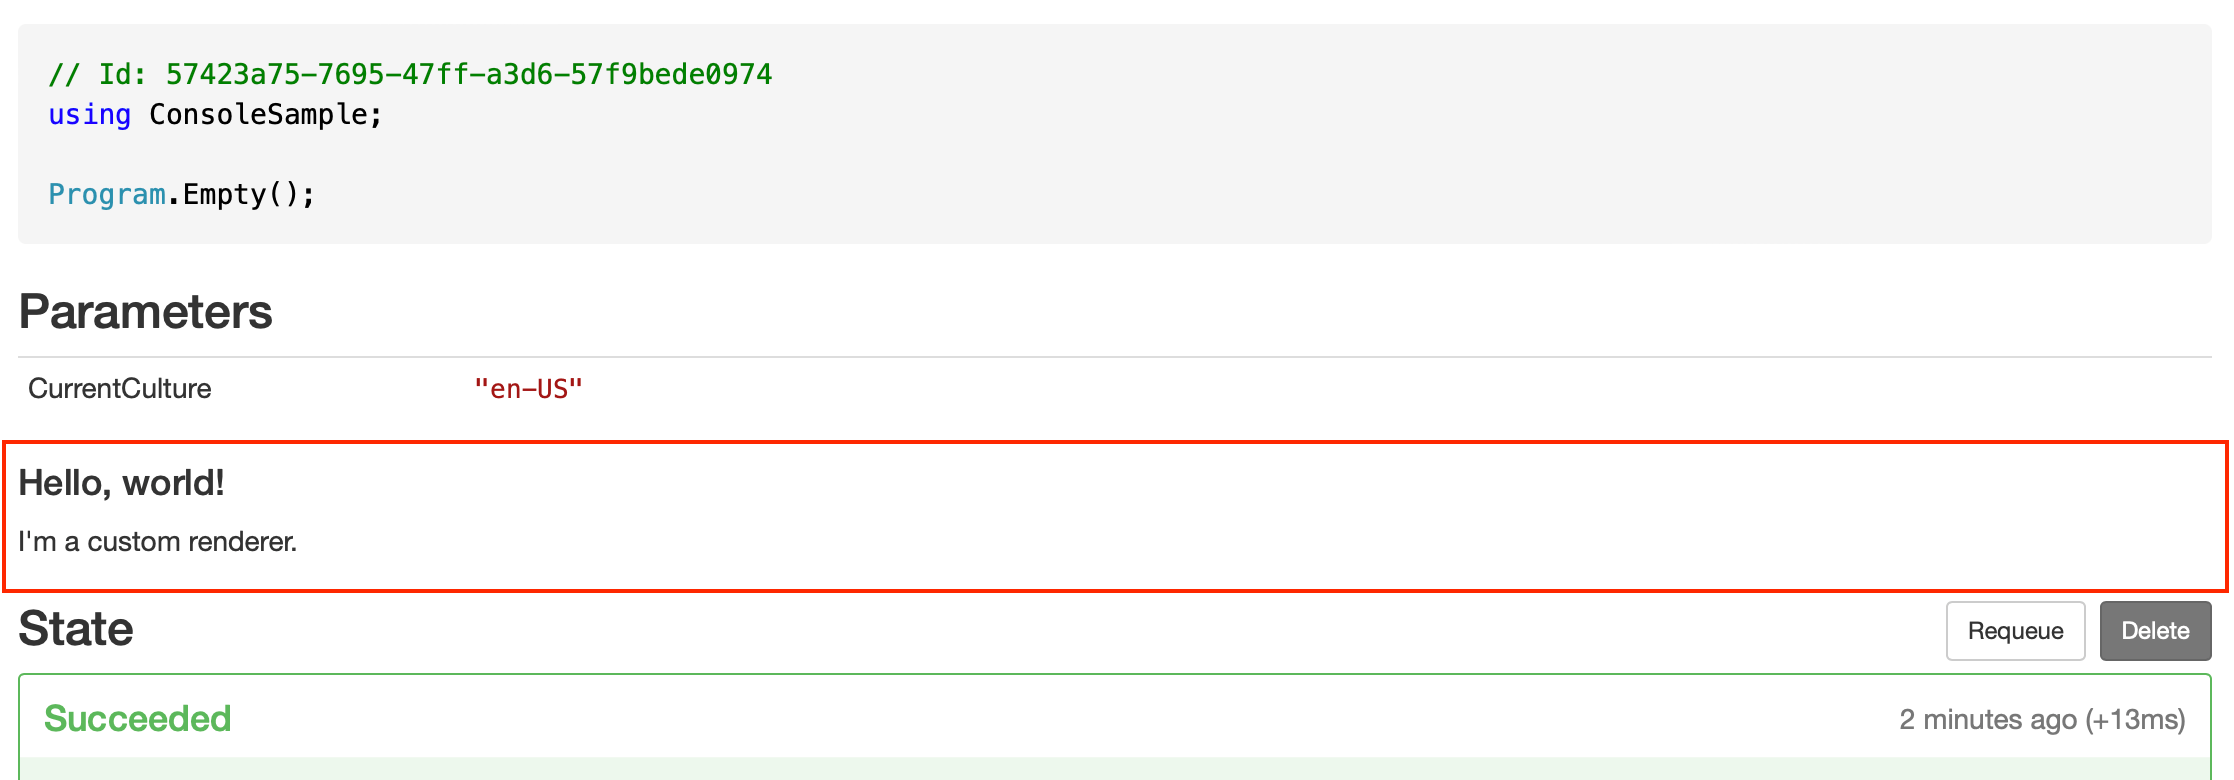 // Id: 57423a75-7695-47ff-a3d6-57f9bede0974
using ConsoleSample;
Program.Empty();
Parameters
CurrentCulture "en-US"
Hello, world!
I'm a custom renderer.
State Requeue Delete
Succeeded 2 minutes ago (+13ms)